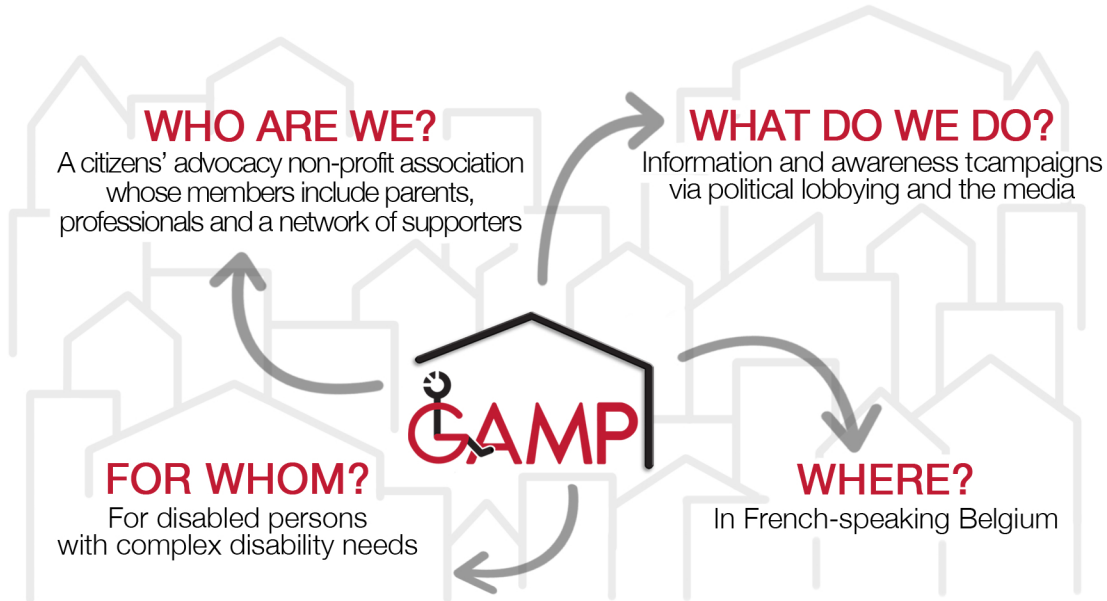 WHO ARE WE?
A citizens’ advocacy non-profit association
whose members include parents,
professionals and a network of supporters
WHAT DO WE DO?
Information and awareness tcampaigns
via political lobbying and the media
GAMP
FOR WHOM?
For disabled persons
with complex disability needs
WHERE?
In French-speaking Belgium